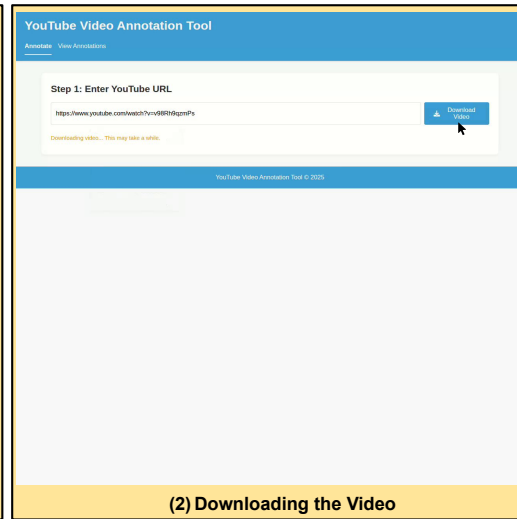 YouTube Video Annotation Tool
Annotate View Annotations
Step 1: Enter YouTube URL
https://www.youtube.com/watch?v=v98Rh9qzmPs
Download
Video
Downloading video... This may take a while.
YouTube Video Annotation Tool © 2025
(2) Downloading the Video